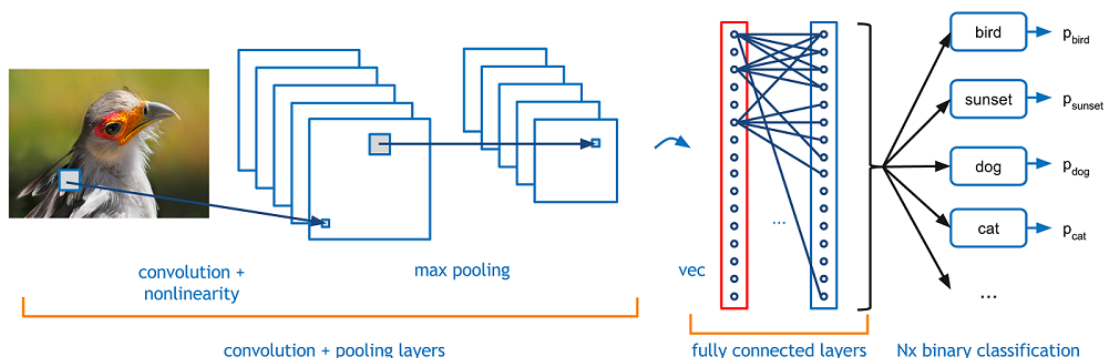 bird
p_bird
sunset
p_sunset
dog
p_dog
cat
p_cat
...
...
convolution +
nonlinearity
max pooling
vec
convolution + pooling layers
fully connected layers
Nx binary classification